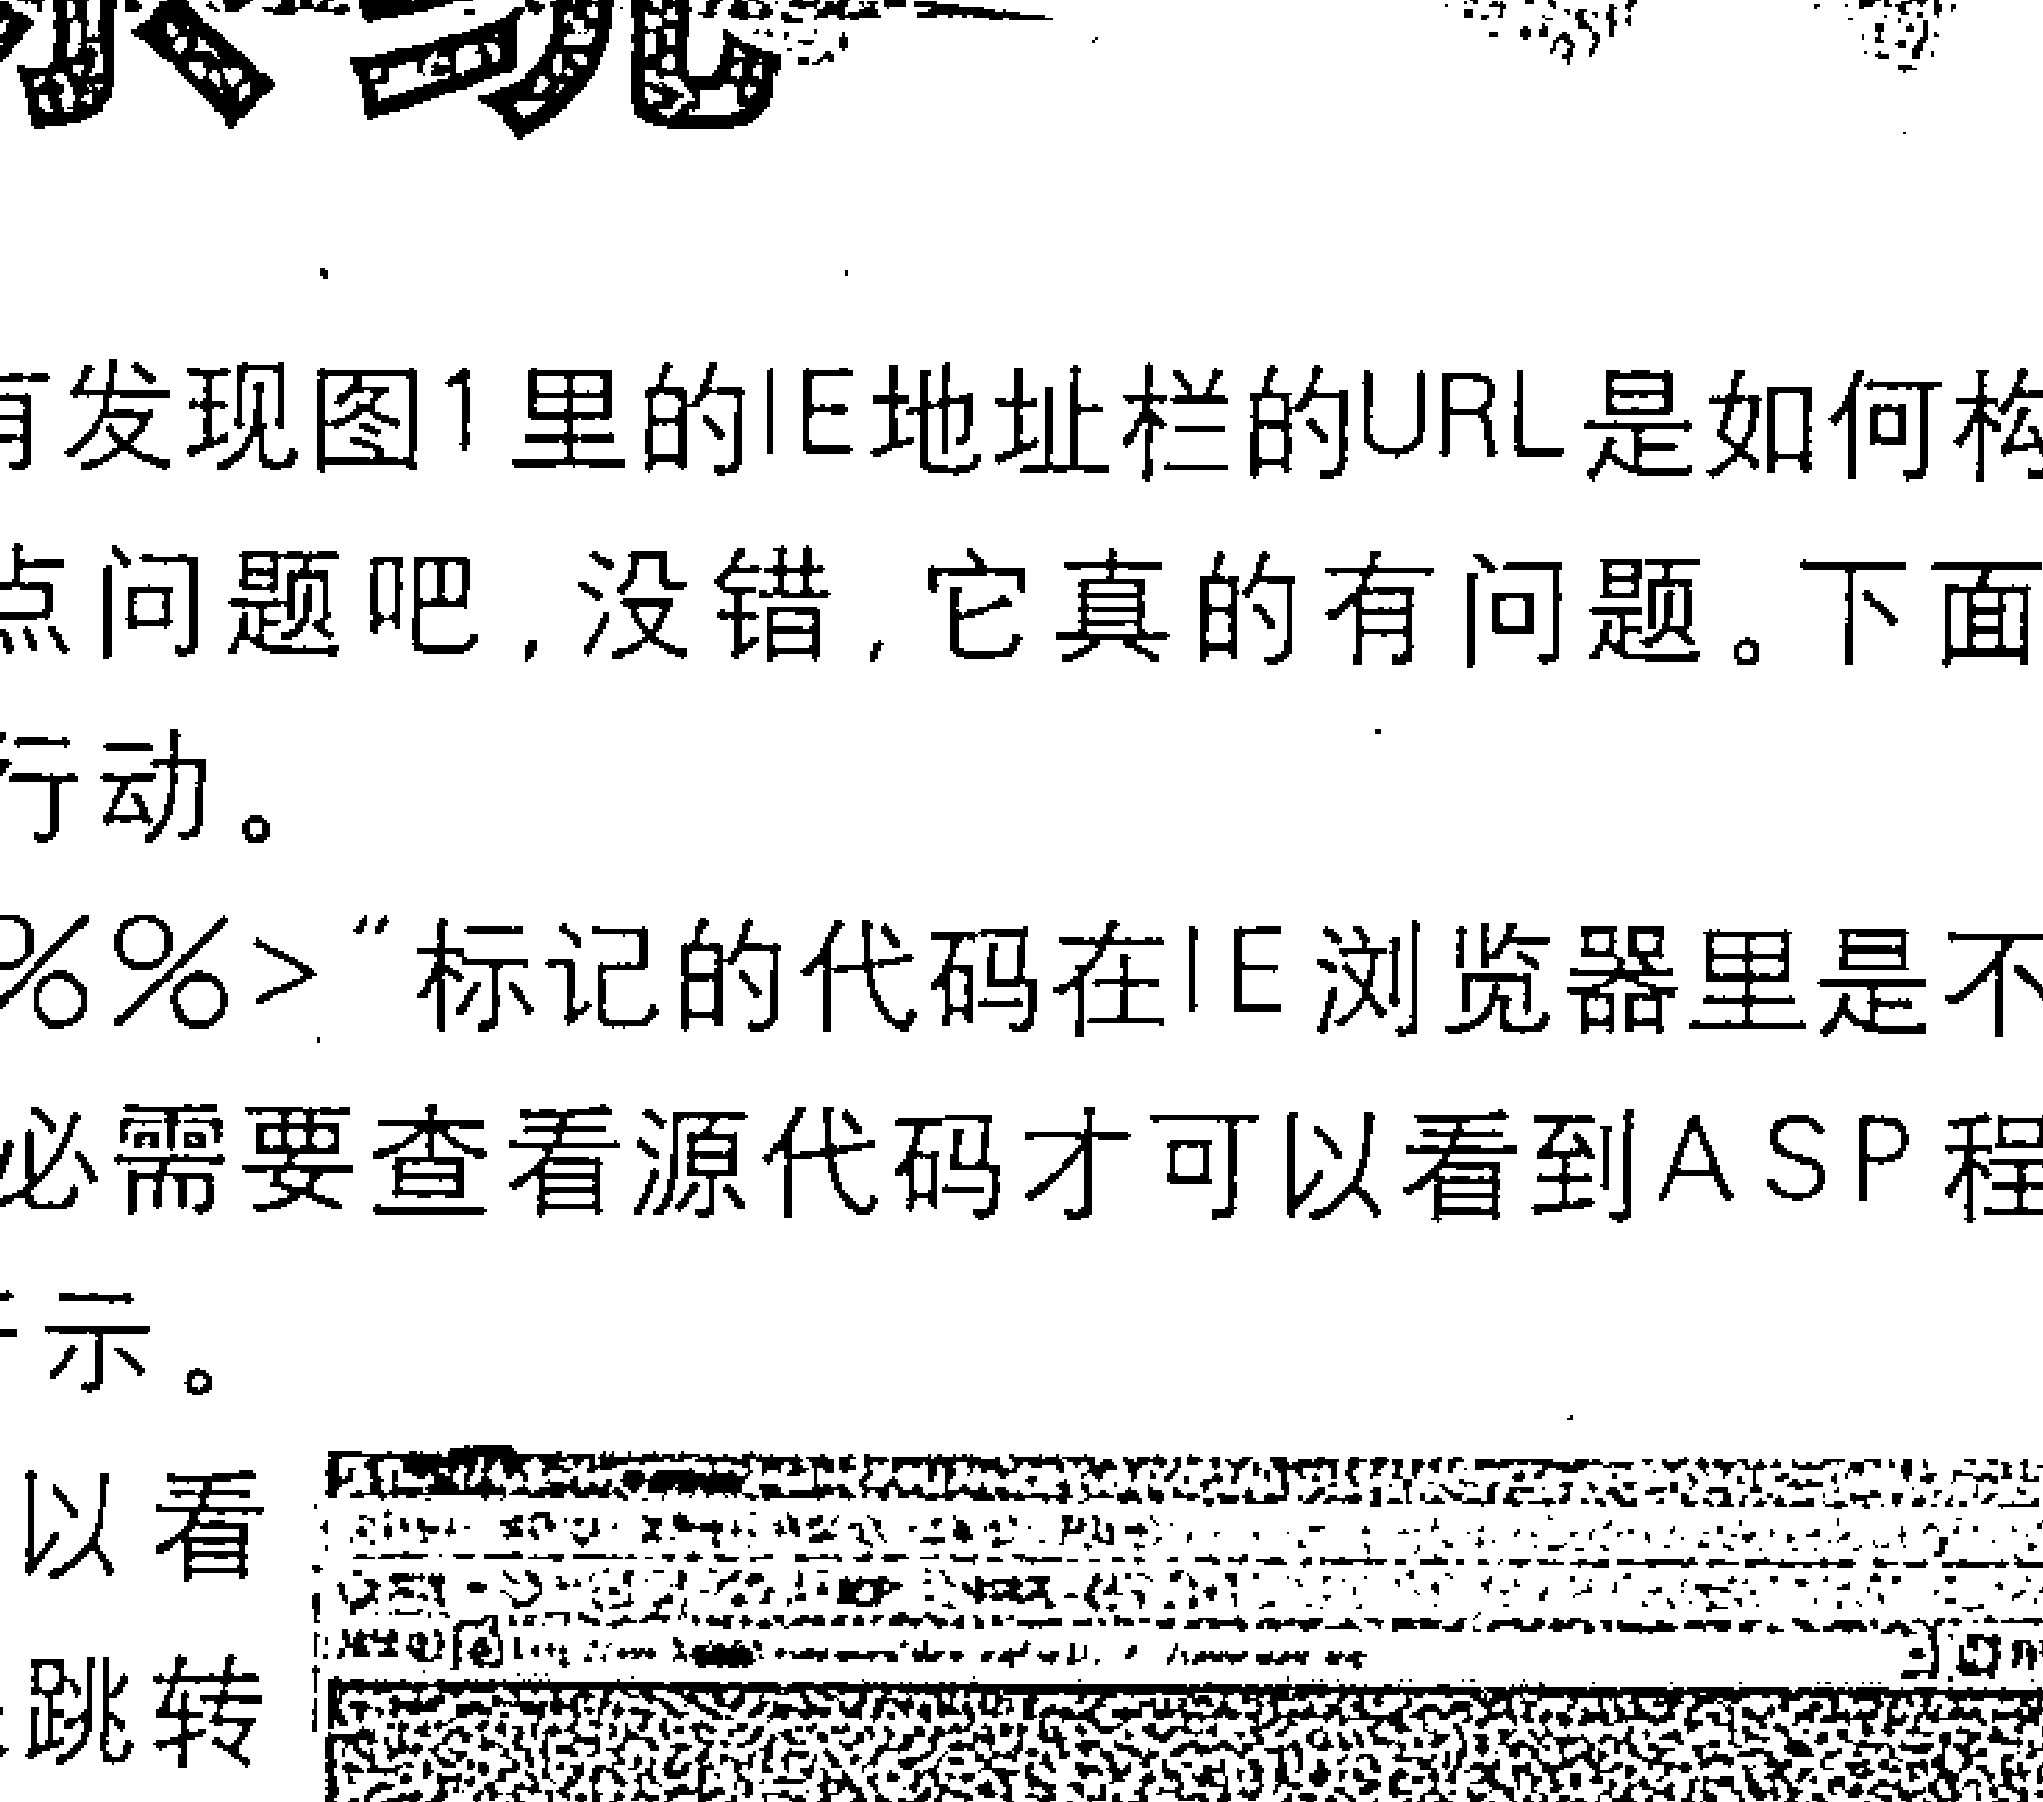 有发现图1里的IE地址栏的URL是如何构
点问题吧,没错,它真的有问题。下面
行动。
%%>"标记的代码在IE浏览器里是不
必需要查看源代码才可以看到ASP程
示。
以看
跳转